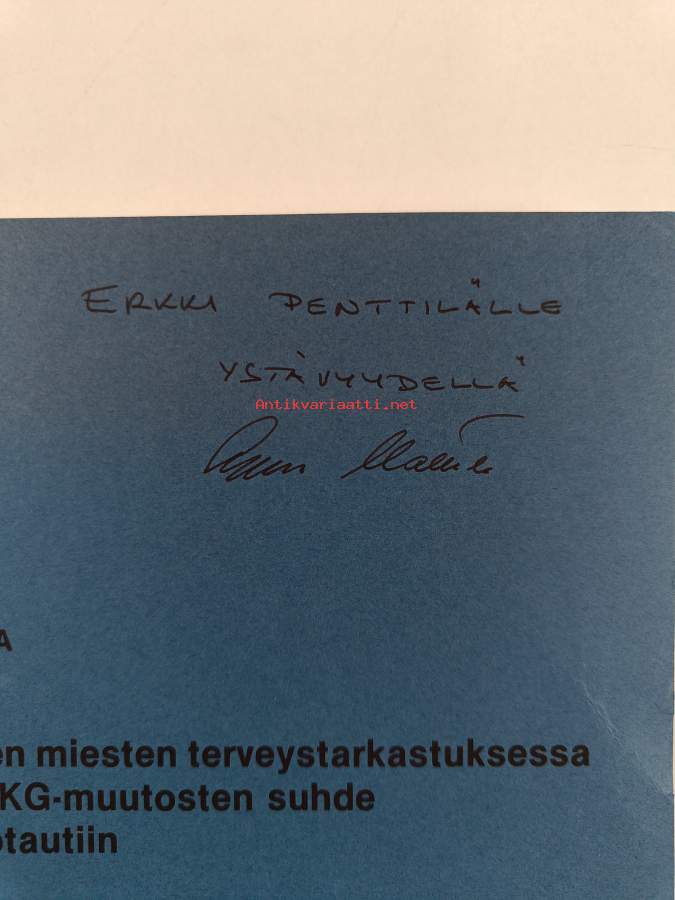 ERKKI PENTTILÄLLE
YSTÄVYYDELLÄ
Antikvariaatti.net
A
en miesten terveystarkastuksessa
KG-muutosten suhde
otautiin